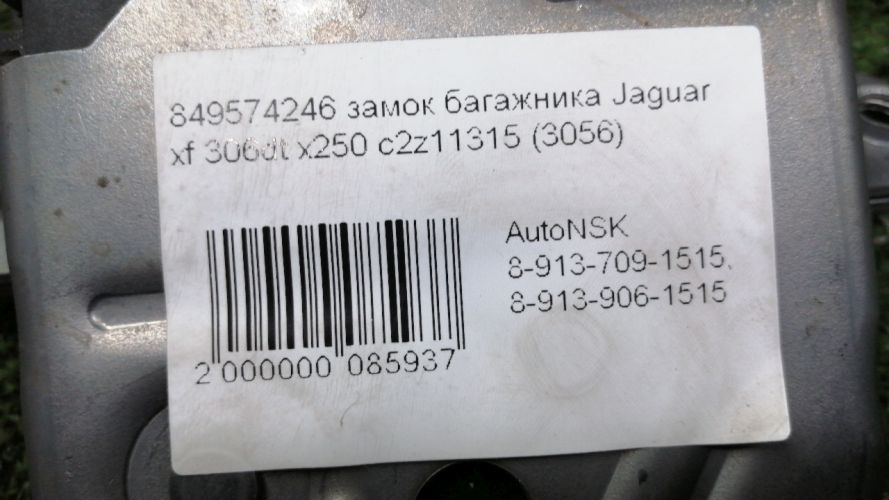 849574246 замок багажника Jaguar
xf 306dt x250 c2z11315 (3056)
AutoNSK
8-913-709-1515,
8-913-906-1515
2 000000 085937